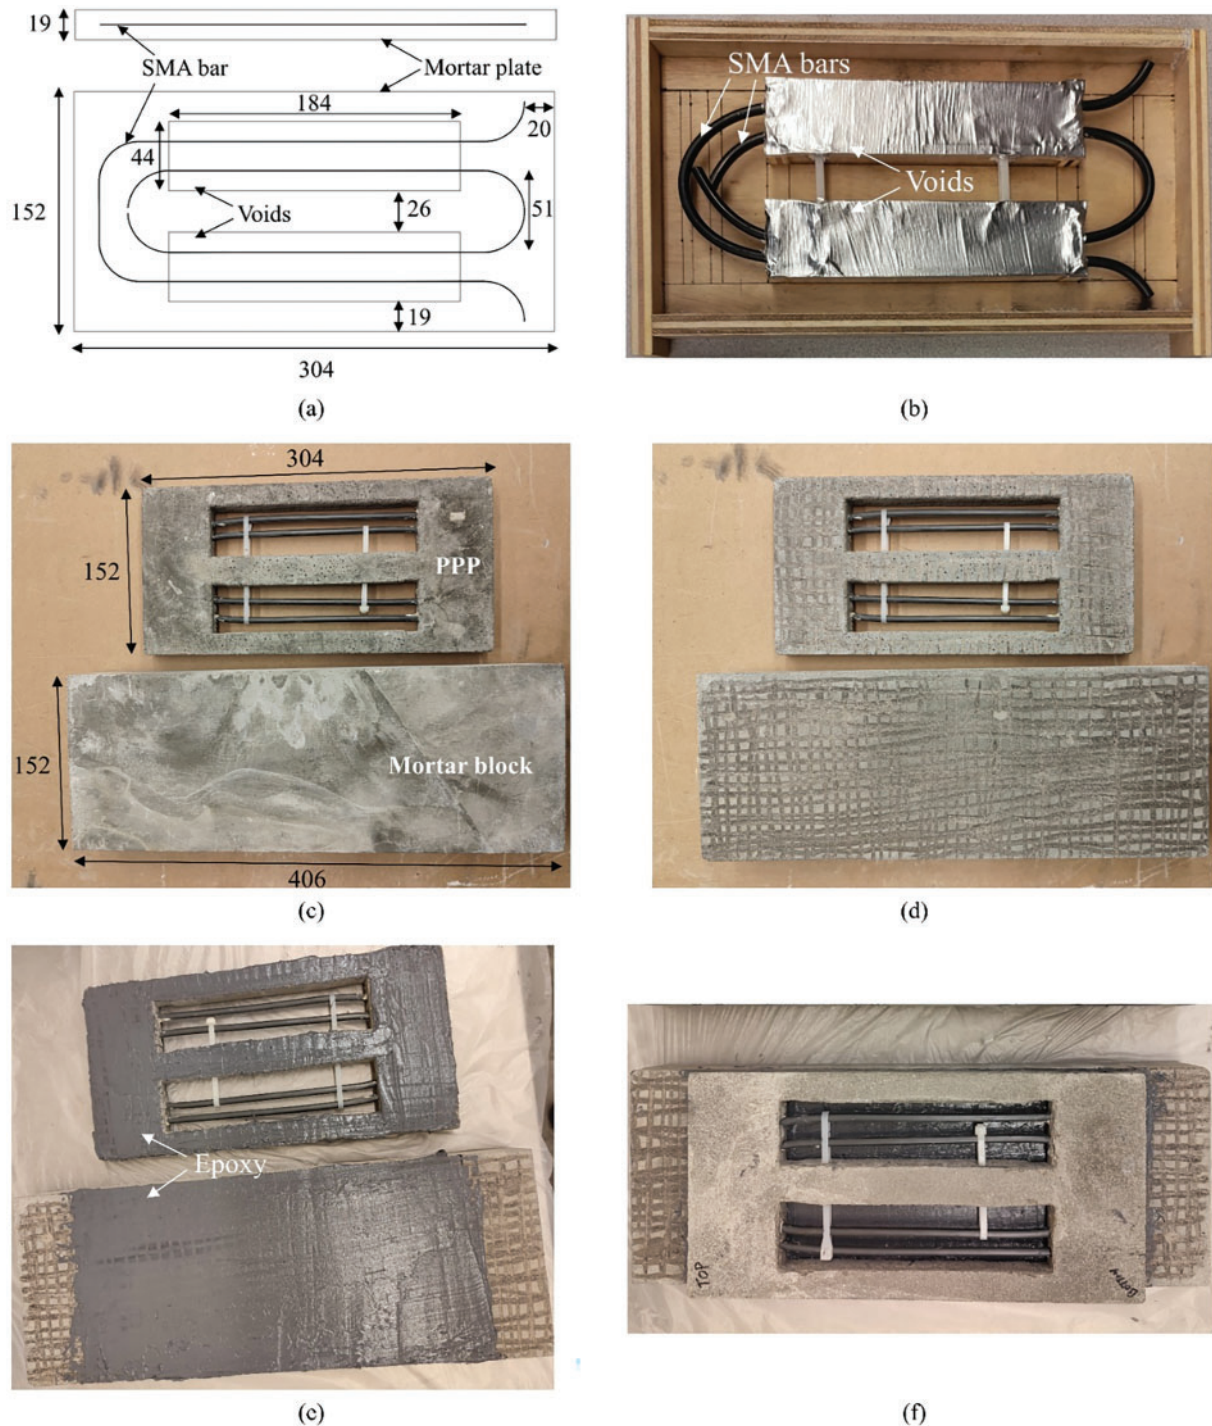 19
SMA bar
Mortar plate
184
20
44
152
Voids
26
51
19
304
(a)
SMA bars
Voids
(b)
304
152
PPP
152
Mortar block
406
(c)
(d)
Epoxy
(e)
TOP
BOTTOM
(f)